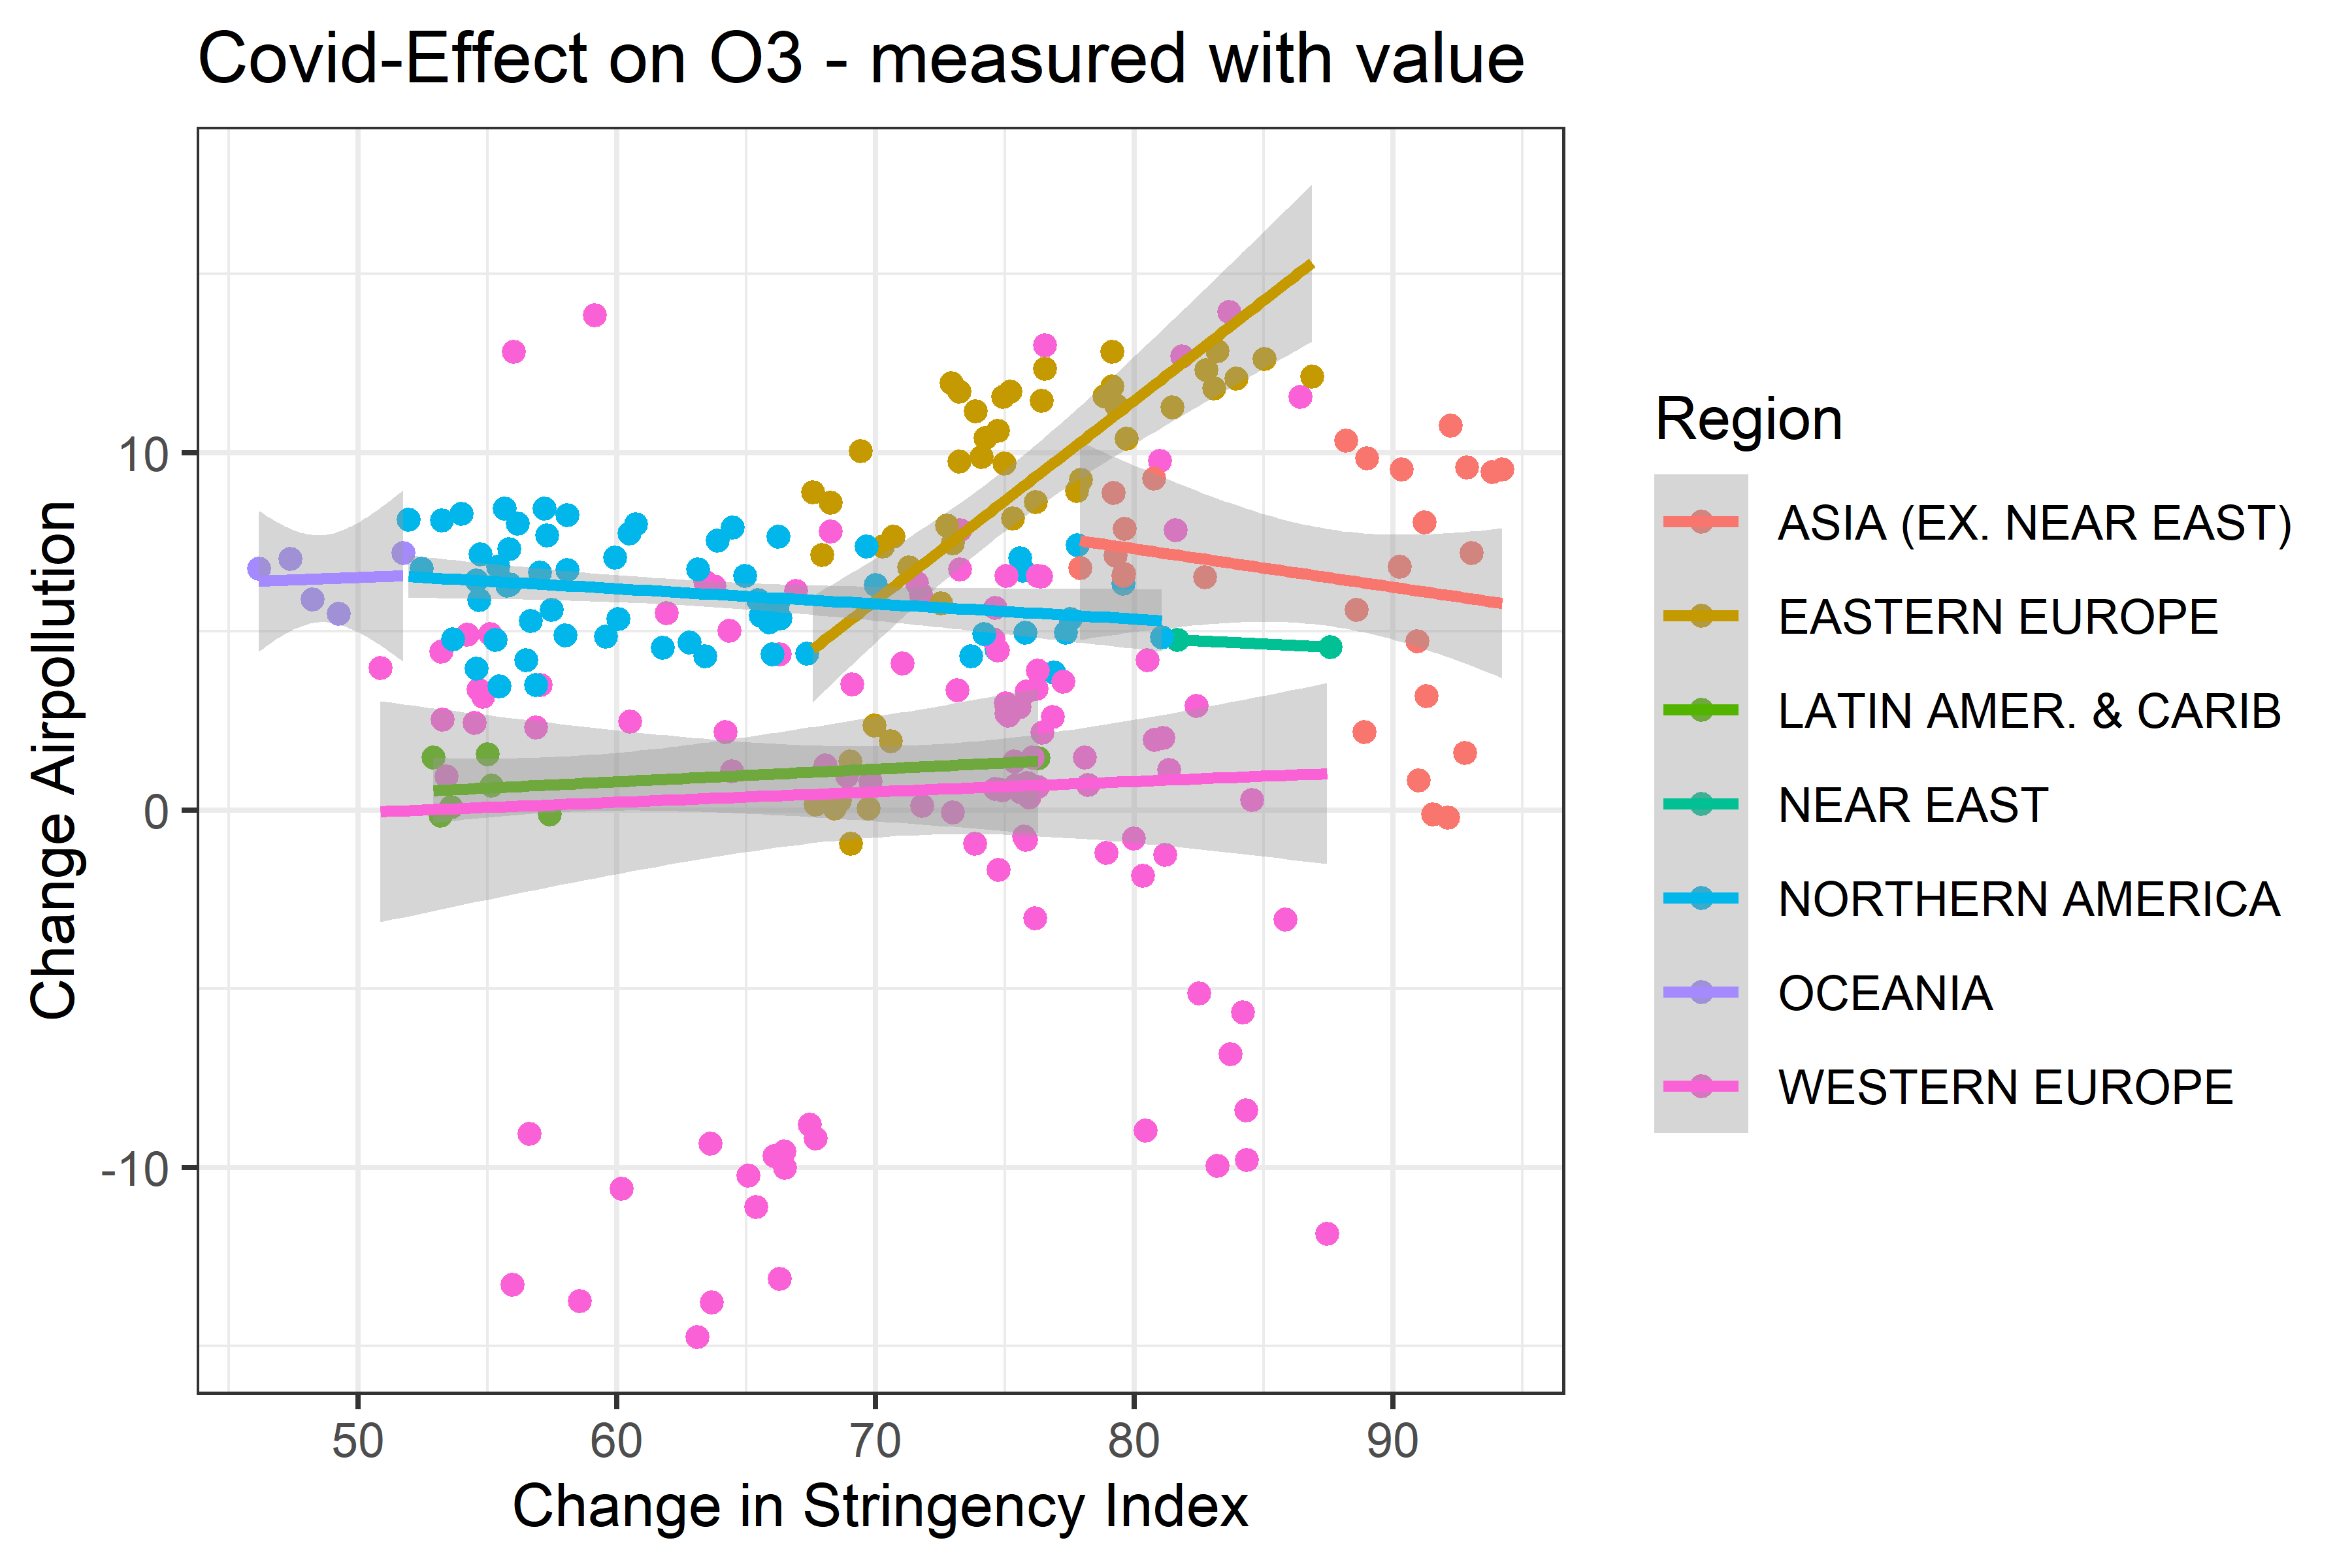 Covid-Effect on O3 - measured with value
Change Airpollution
10
0
-10
50 60 70 80 90
Change in Stringency Index
Region
ASIA (EX. NEAR EAST)
EASTERN EUROPE
LATIN AMER. & CARIB
NEAR EAST
NORTHERN AMERICA
OCEANIA
WESTERN EUROPE